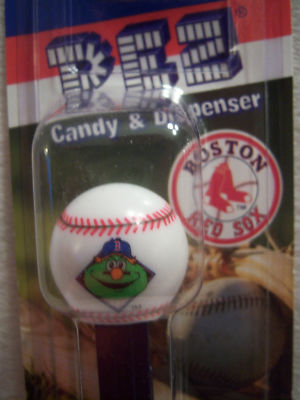 PEZ
Candy & Dispenser
BOSTON
RED SOX
B